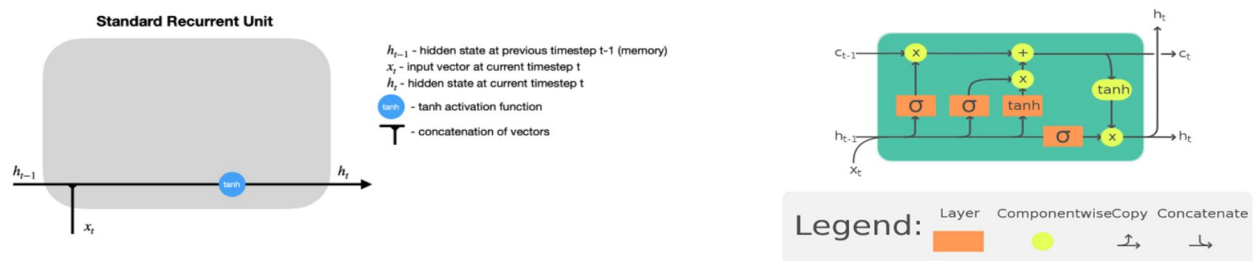 Standard Recurrent Unit
h_{t-1} - hidden state at previous timestep t-1 (memory)
x_t - input vector at current timestep t
h_t - hidden state at current timestep t
tanh - tanh activation function
- concatenation of vectors
h_{t-1}
tanh
h_t
x_t
h_t
c_{t-1}
x
+
c_t
x
tanh
σ
σ
tanh
h_{t-1}
σ
x
h_t
x_t
Legend:
Layer
Componentwise
Copy
Concatenate